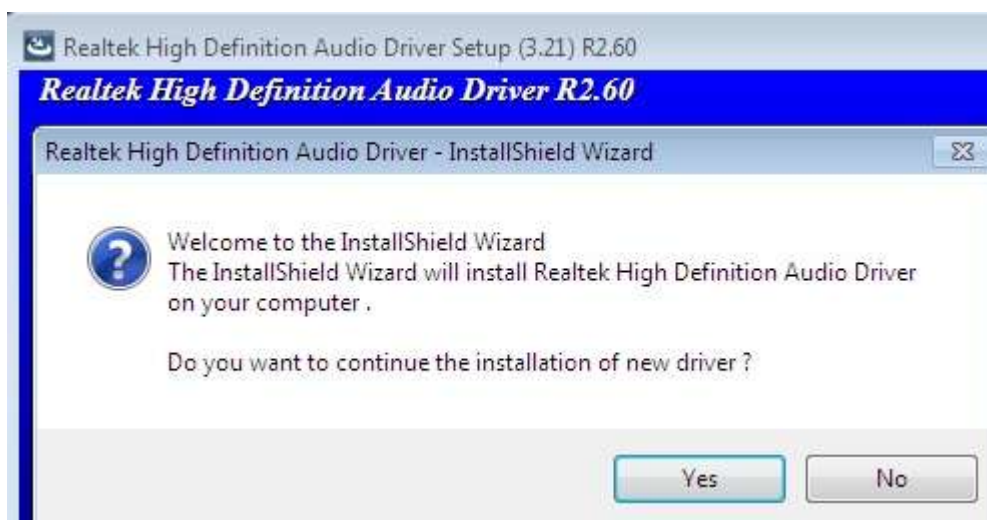 Realtek High Definition Audio Driver Setup (3.21) R2.60
Realtek High Definition Audio Driver R2.60
Realtek High Definition Audio Driver - InstallShield Wizard
Welcome to the InstallShield Wizard
The InstallShield Wizard will install Realtek High Definition Audio Driver
on your computer .
Do you want to continue the installation of new driver ?
Yes
No